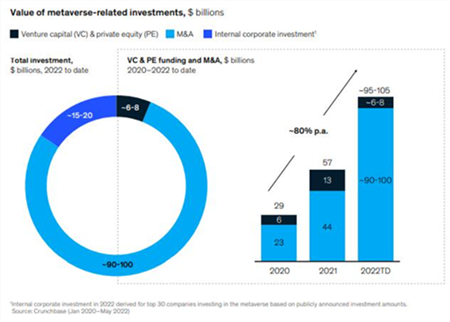 Value of metaverse-related investments, $ billions
Venture capital (VC) & private equity (PE) M&A Internal corporate investment¹
Total investment,
$ billions, 2022 to date
~15-20
~6-8
~90-100
VC & PE funding and M&A, $ billions
2020–2022 to date
~80% p.a.
29
6
23
2020
57
13
44
2021
~95-105
~6-8
~90-100
2022TD
¹Internal corporate investment in 2022 derived for top 30 companies investing in the metaverse based on publicly announced investment amounts.
Source: Crunchbase (Jan 2020–May 2022)